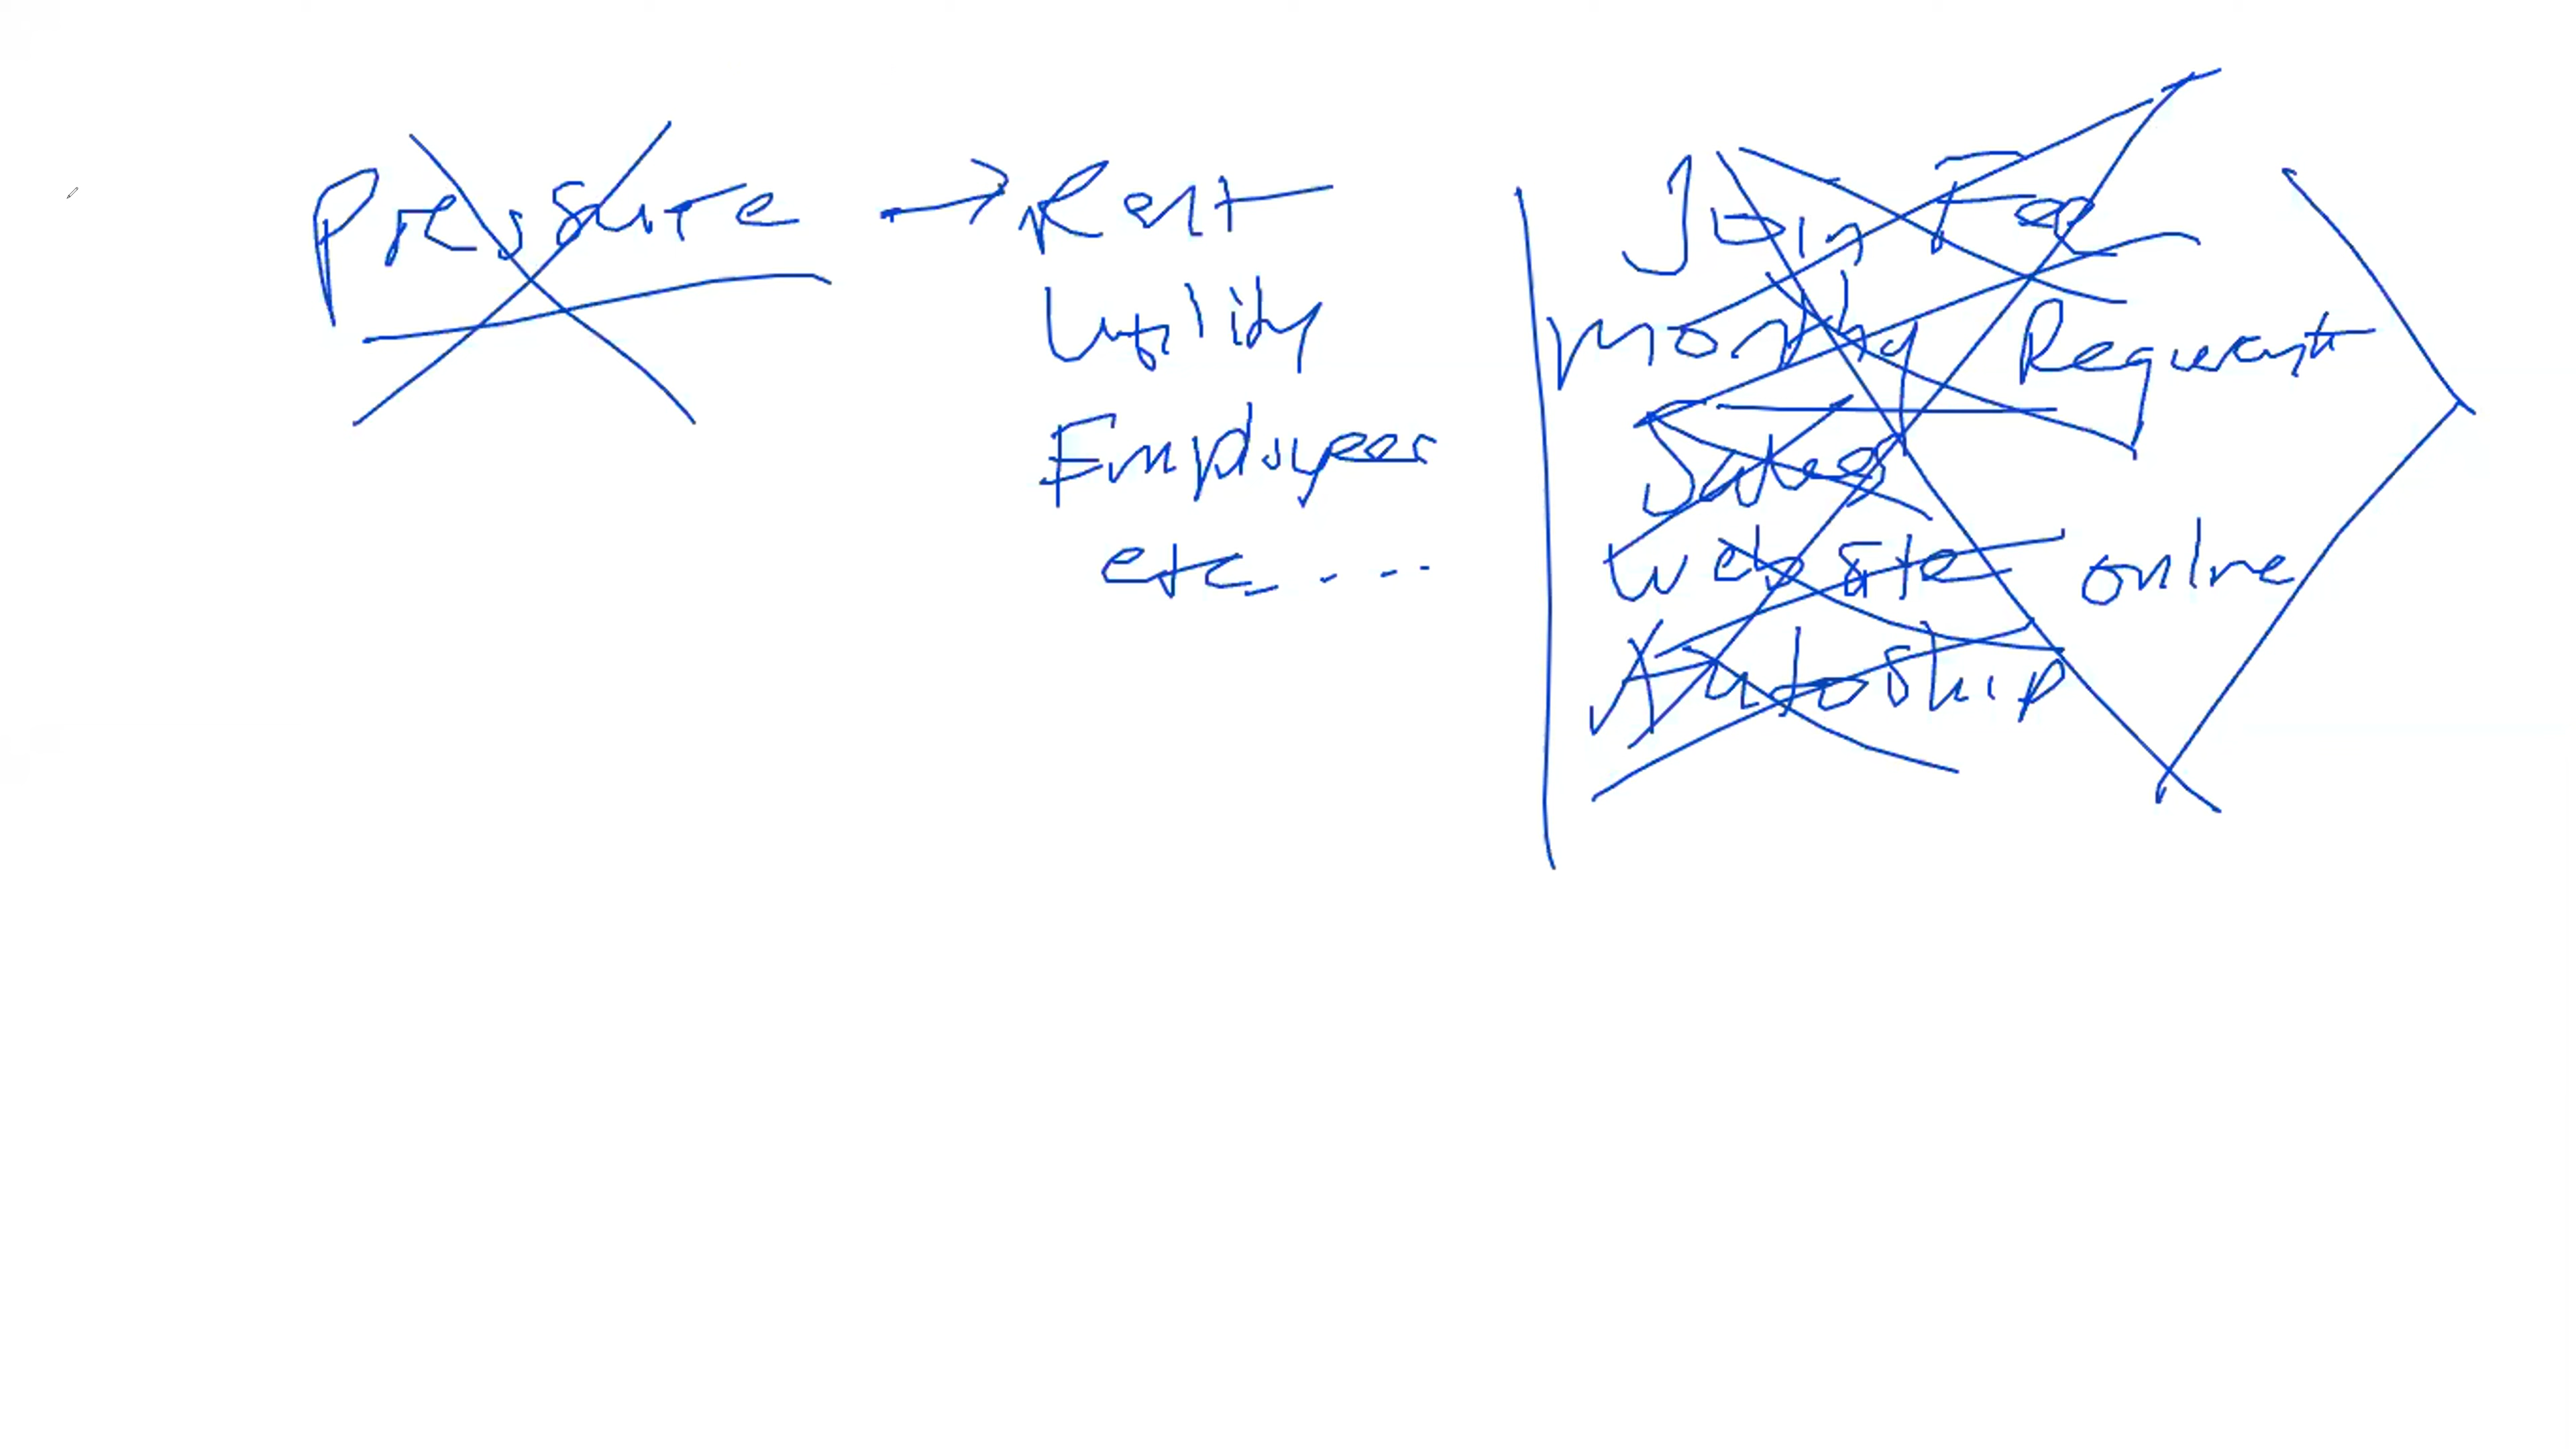 Pressure → Rent
Utility
Employees
etc. ...
Join Fee
Monthly Request
Sales
Website online
Autoship